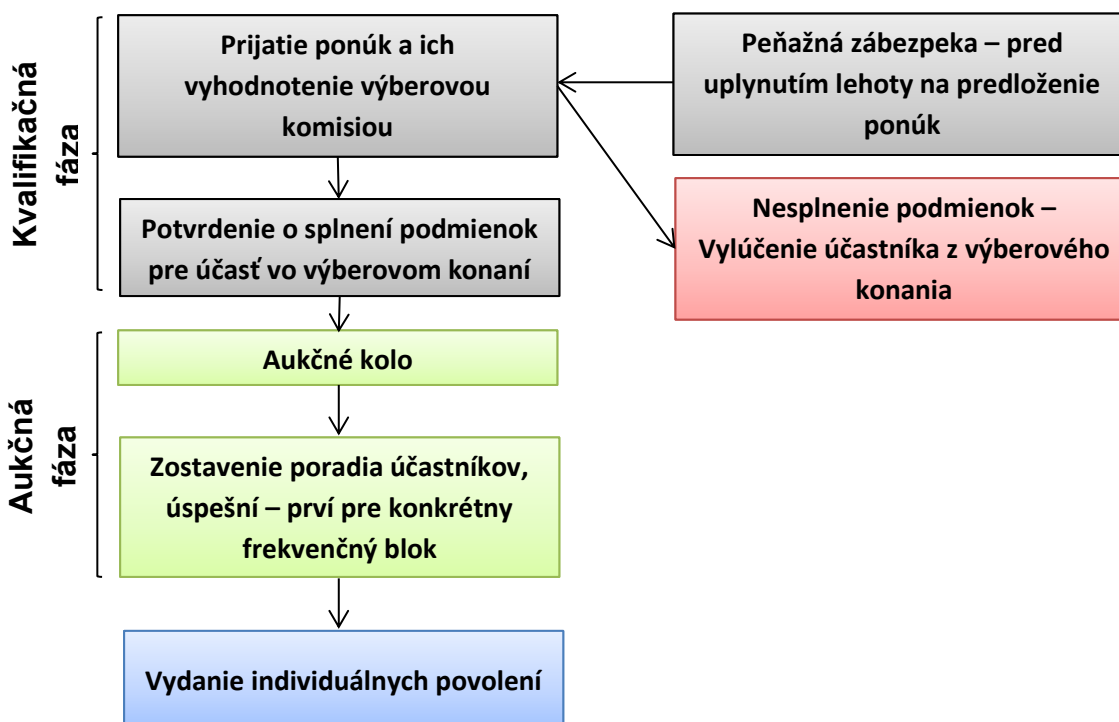 Kvalifikačná
fáza
Prijatie ponúk a ich
vyhodnotenie výberovou
komisiou
Peňažná zábezpeka – pred
uplynutím lehoty na predloženie
ponúk
Potvrdenie o splnení podmienok
pre účasť vo výberovom konaní
Nesplnenie podmienok –
Vylúčenie účastníka z výberového
konania
Aukčná
fáza
Aukčné kolo
Zostavenie poradia účastníkov,
úspešní – prví pre konkrétny
frekvenčný blok
Vydanie individuálnych povolení